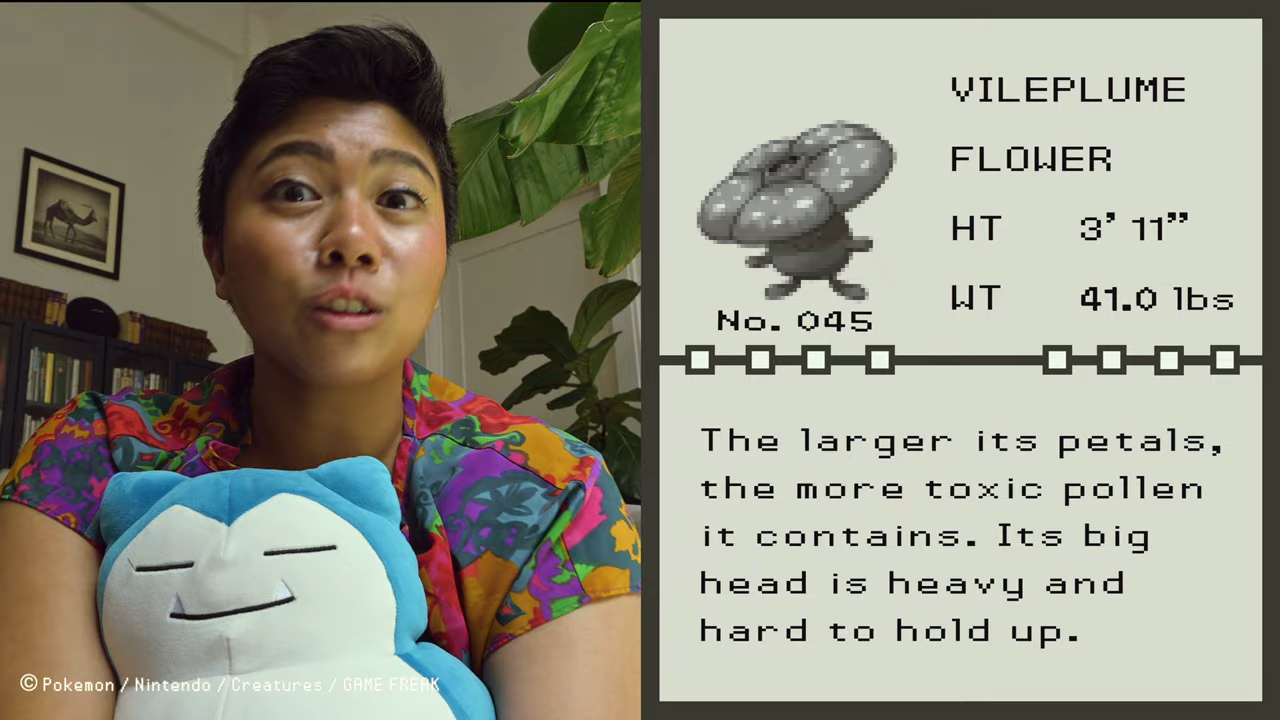 VILEPLUME
FLOWER
HT 3’ 11”
WT 41.0 lbs
No. 045
The larger its petals,
the more toxic pollen
it contains. Its big
head is heavy and
hard to hold up.
© Pokemon / Nintendo / Creatures / GAME FREAK